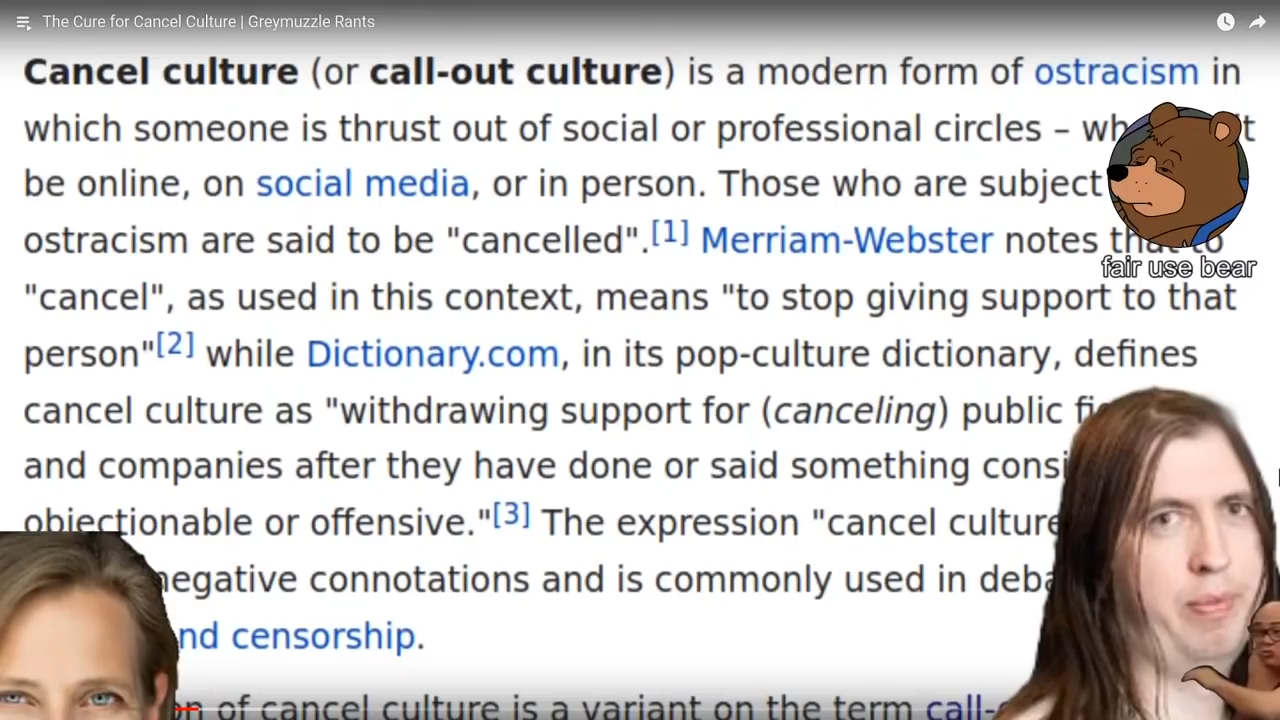 The Cure for Cancel Culture | Greymuzzle Rants
Cancel culture (or call-out culture) is a modern form of ostracism in
which someone is thrust out of social or professional circles – t
be online, on social media, or in person. Those who are subject
ostracism are said to be "cancelled".[1] Merriam-Webster notes that to
fair use bear
"cancel", as used in this context, means "to stop giving support to that
person"[2] while Dictionary.com, in its pop-culture dictionary, defines
cancel culture as "withdrawing support for (canceling) public
and companies after they have done or said something
objectionable or offensive."[3] The expression "cancel culture
negative connotations and is commonly used in
nd censorship.
of cancel culture is a variant on the term call-